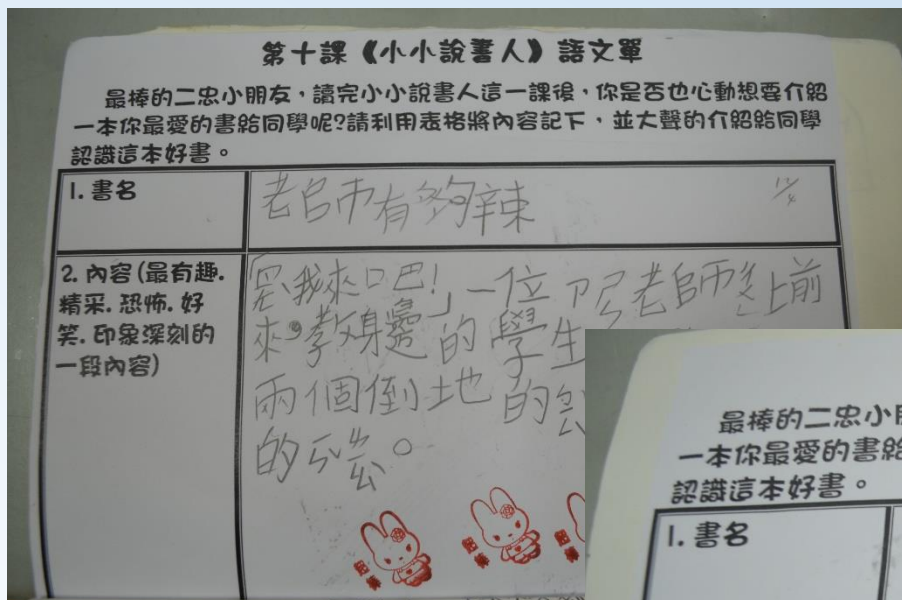 第十課《小小說書人》語文單
最棒的二忠小朋友，讀完小小說書人這一課後，你是否也心動想要介紹
一本你最愛的書給同學呢?請利用表格將內容記下，並大聲的介紹給同學
認識這本好書。
1. 書名
老師有夠辣
2. 內容(最有趣.
精采.恐怖.好
笑.印象深刻的
一段內容)
我來吧!」一位ㄗㄡˇ老師上前
來，教身邊的學生
兩個倒地的
的
最棒的二忠小
一本你最愛的書給
認識這本好書。
1. 書名